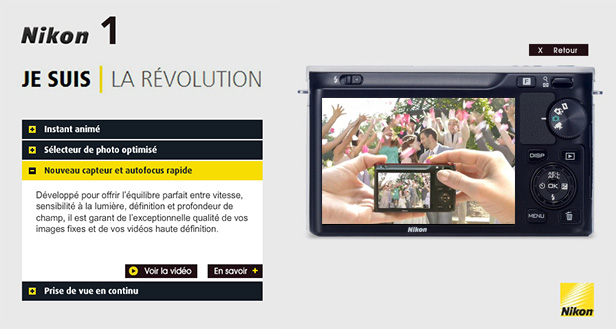 Nikon 1
X Retour
JE SUIS | LA RÉVOLUTION
Instant animé
Sélecteur de photo optimisé
Nouveau capteur et autofocus rapide
Développé pour offrir l'équilibre parfait entre vitesse,
sensibilité à la lumière, définition et profondeur de
champ, il est garant de l'exceptionnelle qualité de vos
images fixes et de vos vidéos haute définition.
Voir la vidéo
En savoir +
Prise de vue en continu
F
DISP
OK
MENU
Nikon
Nikon